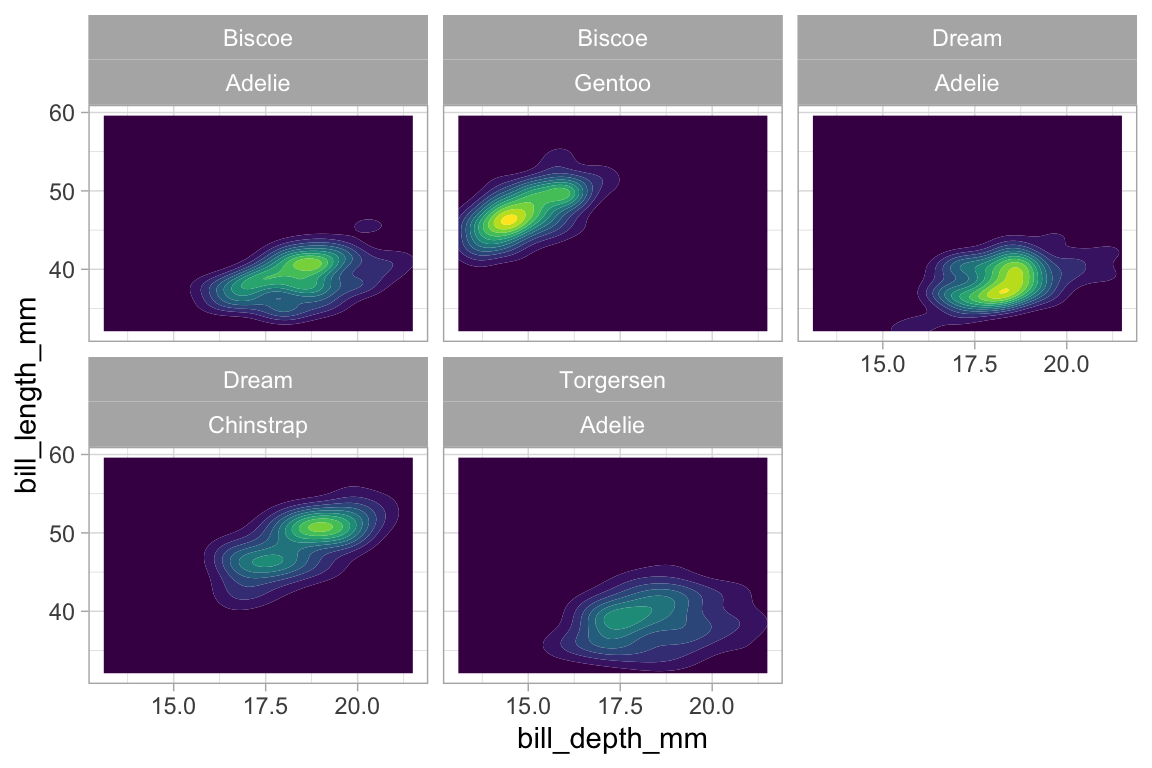 Biscoe
Adelie
Biscoe
Gentoo
Dream
Adelie
60
50
40
15.0 17.5 20.0
Dream
Chinstrap
Torgersen
Adelie
60
50
40
15.0 17.5 20.0
15.0 17.5 20.0
bill_depth_mm
bill_length_mm